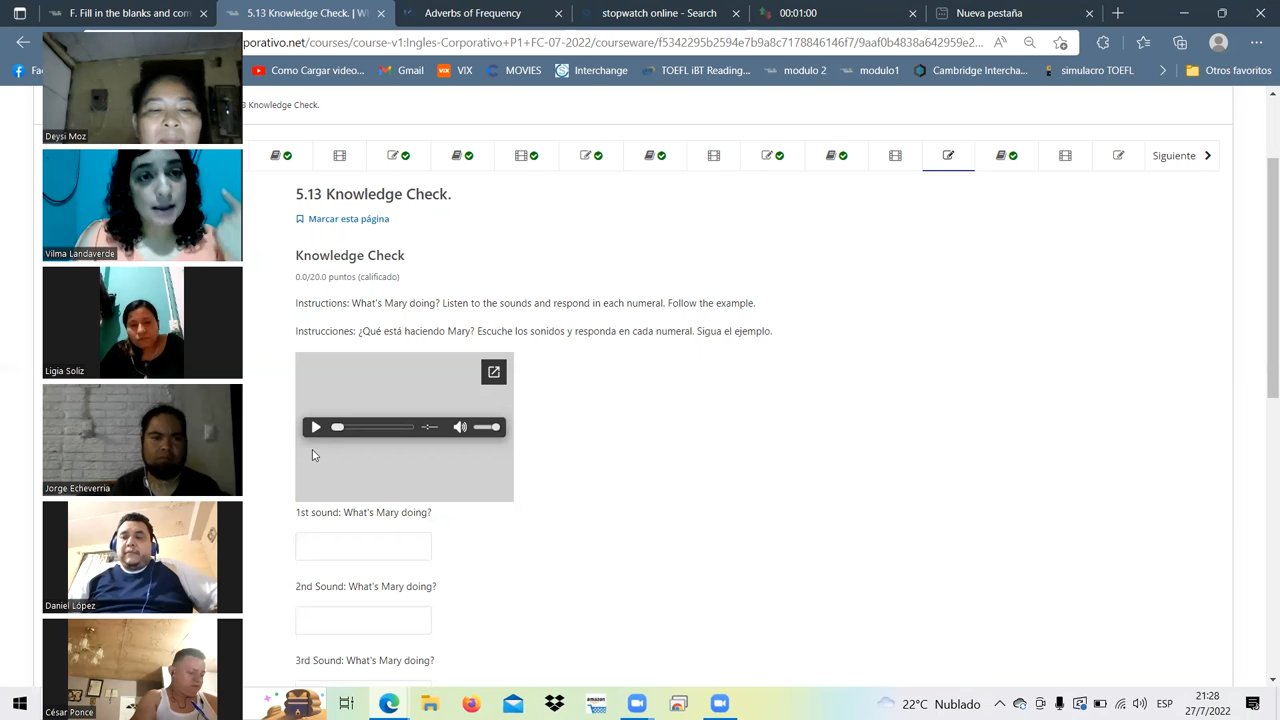 F. Fill in the blanks with t
5.13 Knowledge Check. |
Adverbs of Frequency
stopwatch online - Search
00:01:00
Nueva pestaña
porativo.net/courses/course-v1:Ingles-Corporativo+P1+FC-07-2022/courseware/f5342295b2594e7b9a8c7178846146f7/9aaf0b4838a643059e2...
Como Cargar video...
Gmail
VIX
MOVIES
Interchange
TOEFL iBT Reading...
modulo 2
modulo1
Cambridge Intercha...
simulacro TOEFL
Otros favoritos
Knowledge Check.
Siguiente
5.13 Knowledge Check.
Marcar esta página
Knowledge Check
0.0/20.0 puntos (calificado)
Instructions: What's Mary doing? Listen to the sounds and respond in each numeral. Follow the example.
Instrucciones: ¿Qué está haciendo Mary? Escuche los sonidos y responda en cada numeral. Sigua el ejemplo.
-:--
1st sound: What's Mary doing?
2nd Sound: What's Mary doing?
3rd Sound: What's Mary doing?
Deysi Moz
Vilma Landaverde
Ligia Soliz
Jorge Echeverria
Daniel López
César Ponce
amazon
22°C Nublado
ESP
21:28
27/7/2022